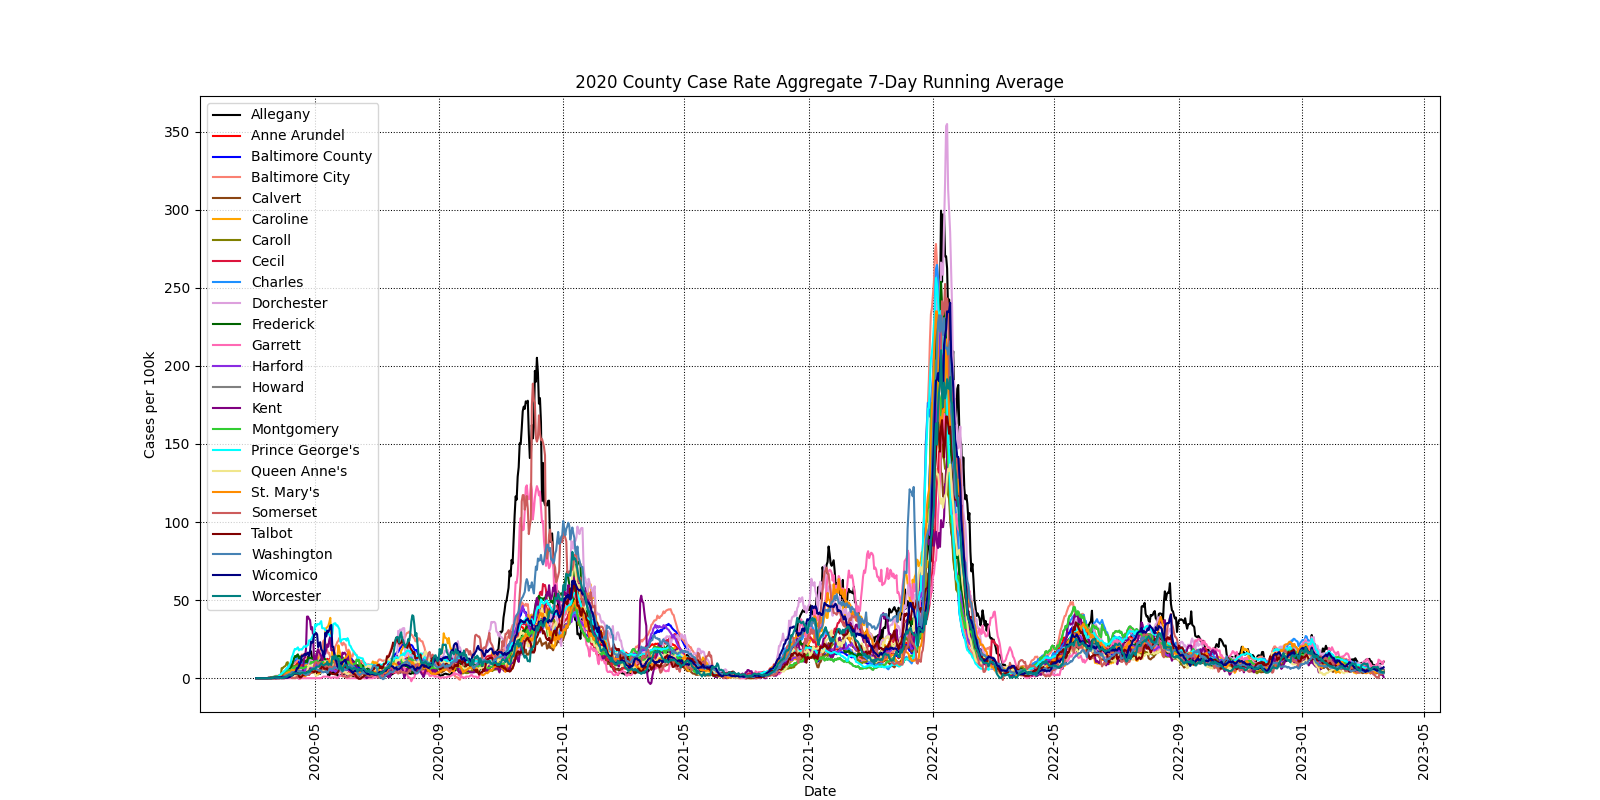 2020 County Case Rate Aggregate 7-Day Running Average
Allegany
Anne Arundel
Baltimore County
Baltimore City
Calvert
Caroline
Caroll
Cecil
Charles
Dorchester
Frederick
Garrett
Harford
Howard
Kent
Montgomery
Prince George's
Queen Anne's
St. Mary's
Somerset
Talbot
Washington
Wicomico
Worcester
Cases per 100k
350
300
250
200
150
100
50
0
2020-05
2020-09
2021-01
2021-05
2021-09
2022-01
2022-05
2022-09
2023-01
2023-05
Date